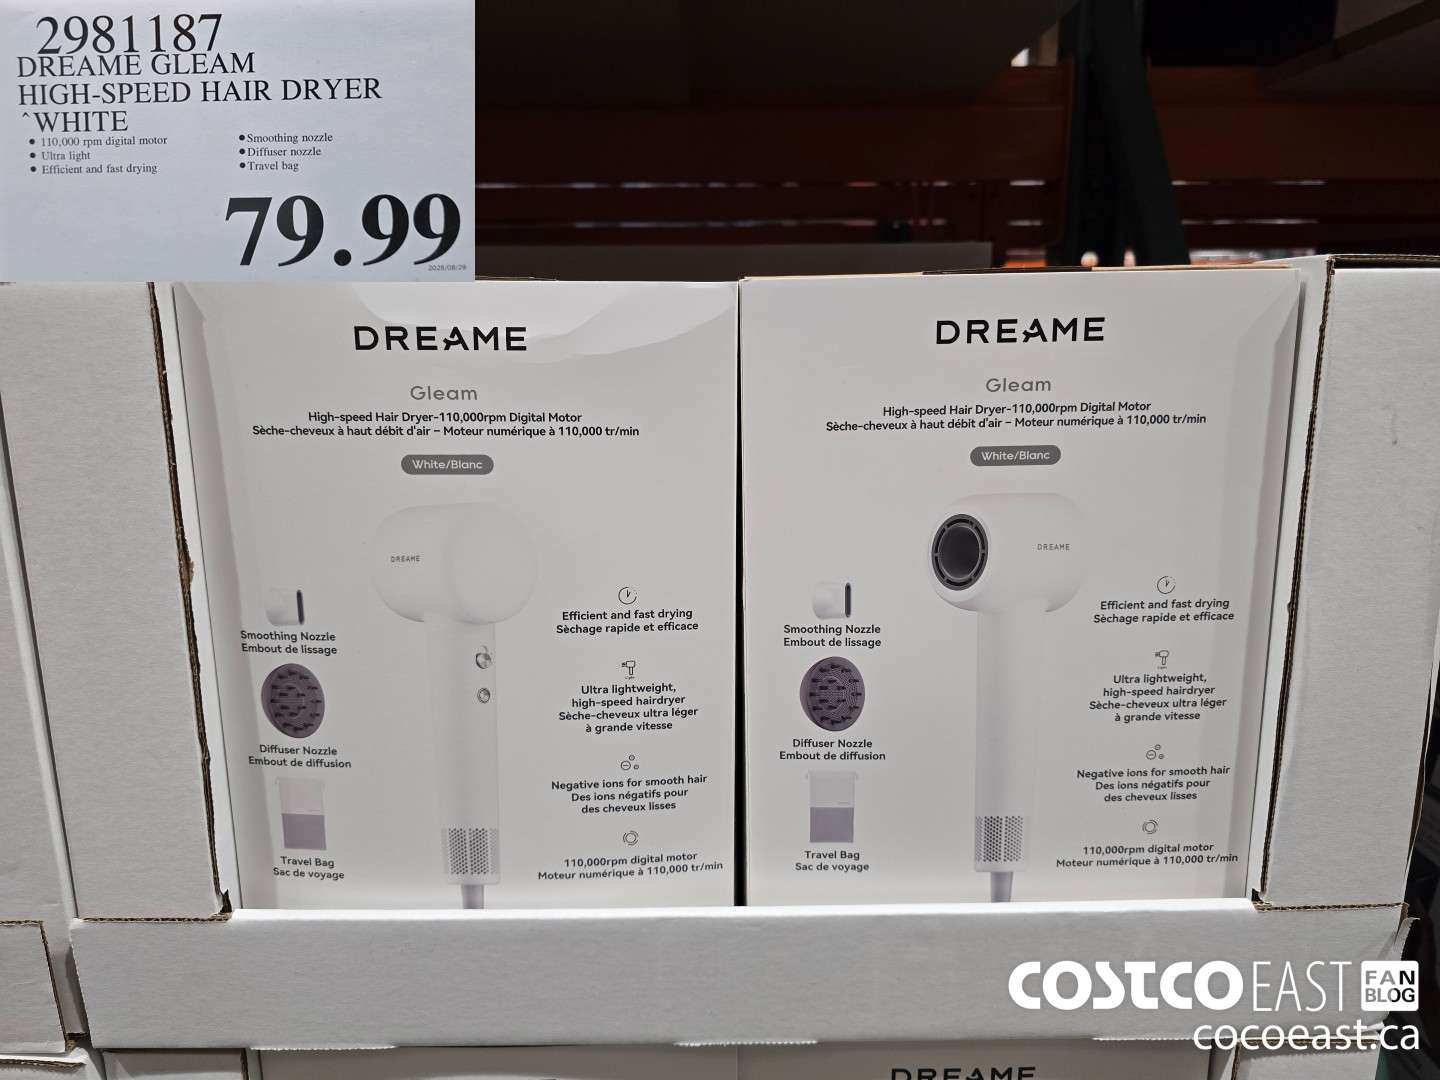 2981187
DREAME GLEAM
HIGH-SPEED HAIR DRYER
^WHITE
• 110,000 rpm digital motor
• Ultra light
• Efficient and fast drying
• Smoothing nozzle
• Diffuser nozzle
• Travel bag
79.99
DREAME
Gleam
High-speed Hair Dryer-110,000rpm Digital Motor
Sèche-cheveux à haut débit d'air – Moteur numérique à 110,000 tr/min
White/Blanc
DREAME
Smoothing Nozzle
Embout de lissage
Diffuser Nozzle
Embout de diffusion
Travel Bag
Sac de voyage
Efficient and fast drying
Sèchage rapide et efficace
Ultra lightweight,
high-speed hairdryer
Sèche-cheveux ultra léger
à grande vitesse
Negative ions for smooth hair
Des ions négatifs pour
des cheveux lisses
110,000rpm digital motor
Moteur numérique à 110,000 tr/min
DREAME
Gleam
High-speed Hair Dryer-110,000rpm Digital Motor
Sèche-cheveux à haut débit d'air – Moteur numérique à 110,000 tr/min
White/Blanc
DREAME
Smoothing Nozzle
Embout de lissage
Diffuser Nozzle
Embout de diffusion
Travel Bag
Sac de voyage
Efficient and fast drying
Sèchage rapide et efficace
Ultra lightweight,
high-speed hairdryer
Sèche-cheveux ultra léger
à grande vitesse
Negative ions for smooth hair
Des ions négatifs pour
des cheveux lisses
110,000rpm digital motor
Moteur numérique à 110,000 tr/min
COSTCO EAST FAN BLOG
cocoeast.ca
DREAME